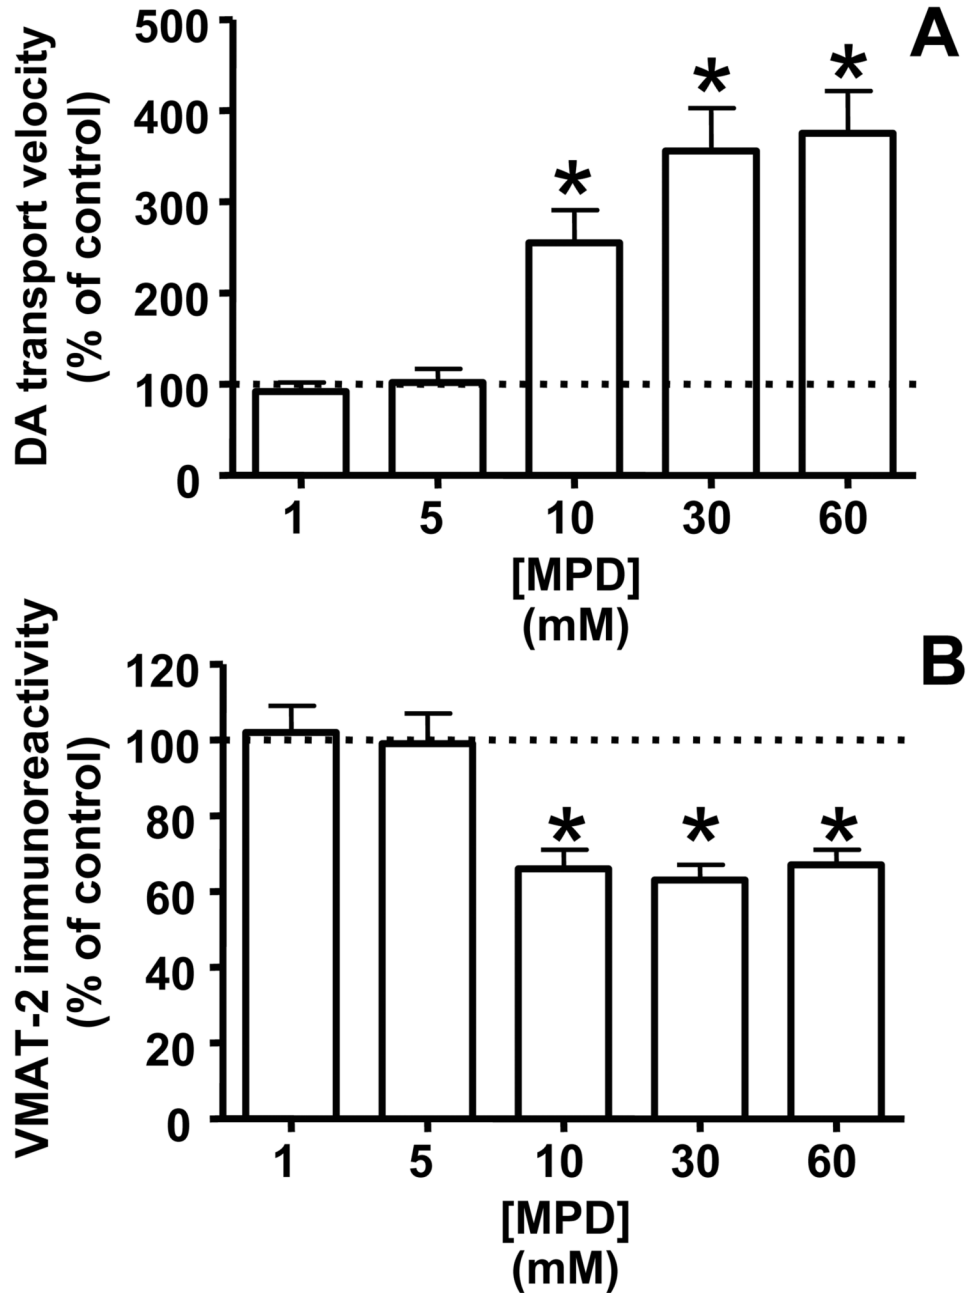 A
DA transport velocity
(% of control)
500
400
300
200
100
0
* * *
1 5 10 30 60
[MPD]
(mM)
B
VMAT-2 immunoreactivity
(% of control)
120
100
80
60
40
20
0
* * *
1 5 10 30 60
[MPD]
(mM)